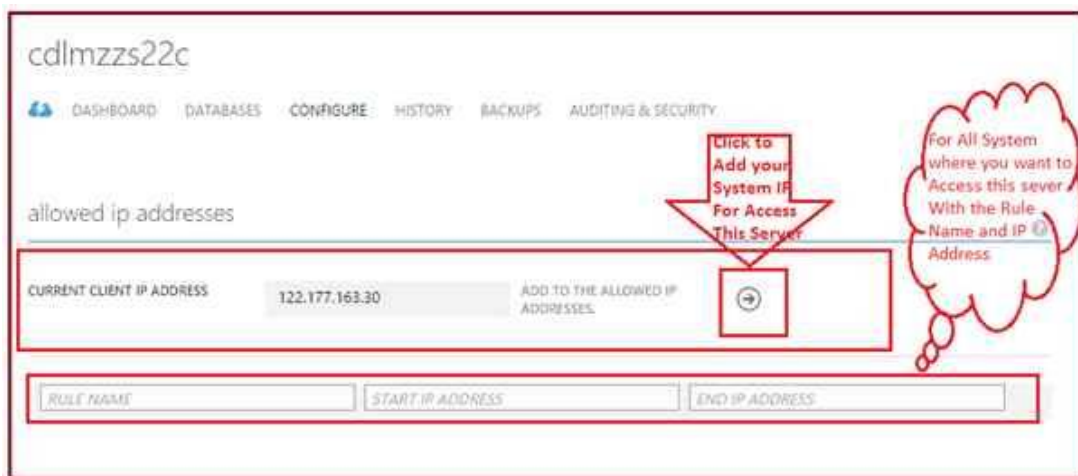 cdlmzzs22c
DASHBOARD DATABASES CONFIGURE HISTORY BACKUPS AUDITING & SECURITY
Click to
Add your
System IP
For Access
This Server
For All System
where you want to
Access this sever
With the Rule
Name and IP
Address
allowed ip addresses
CURRENT CLIENT IP ADDRESS 122.177.163.30 ADD TO THE ALLOWED IP
ADDRESSES.
RULE NAME START IP ADDRESS END IP ADDRESS